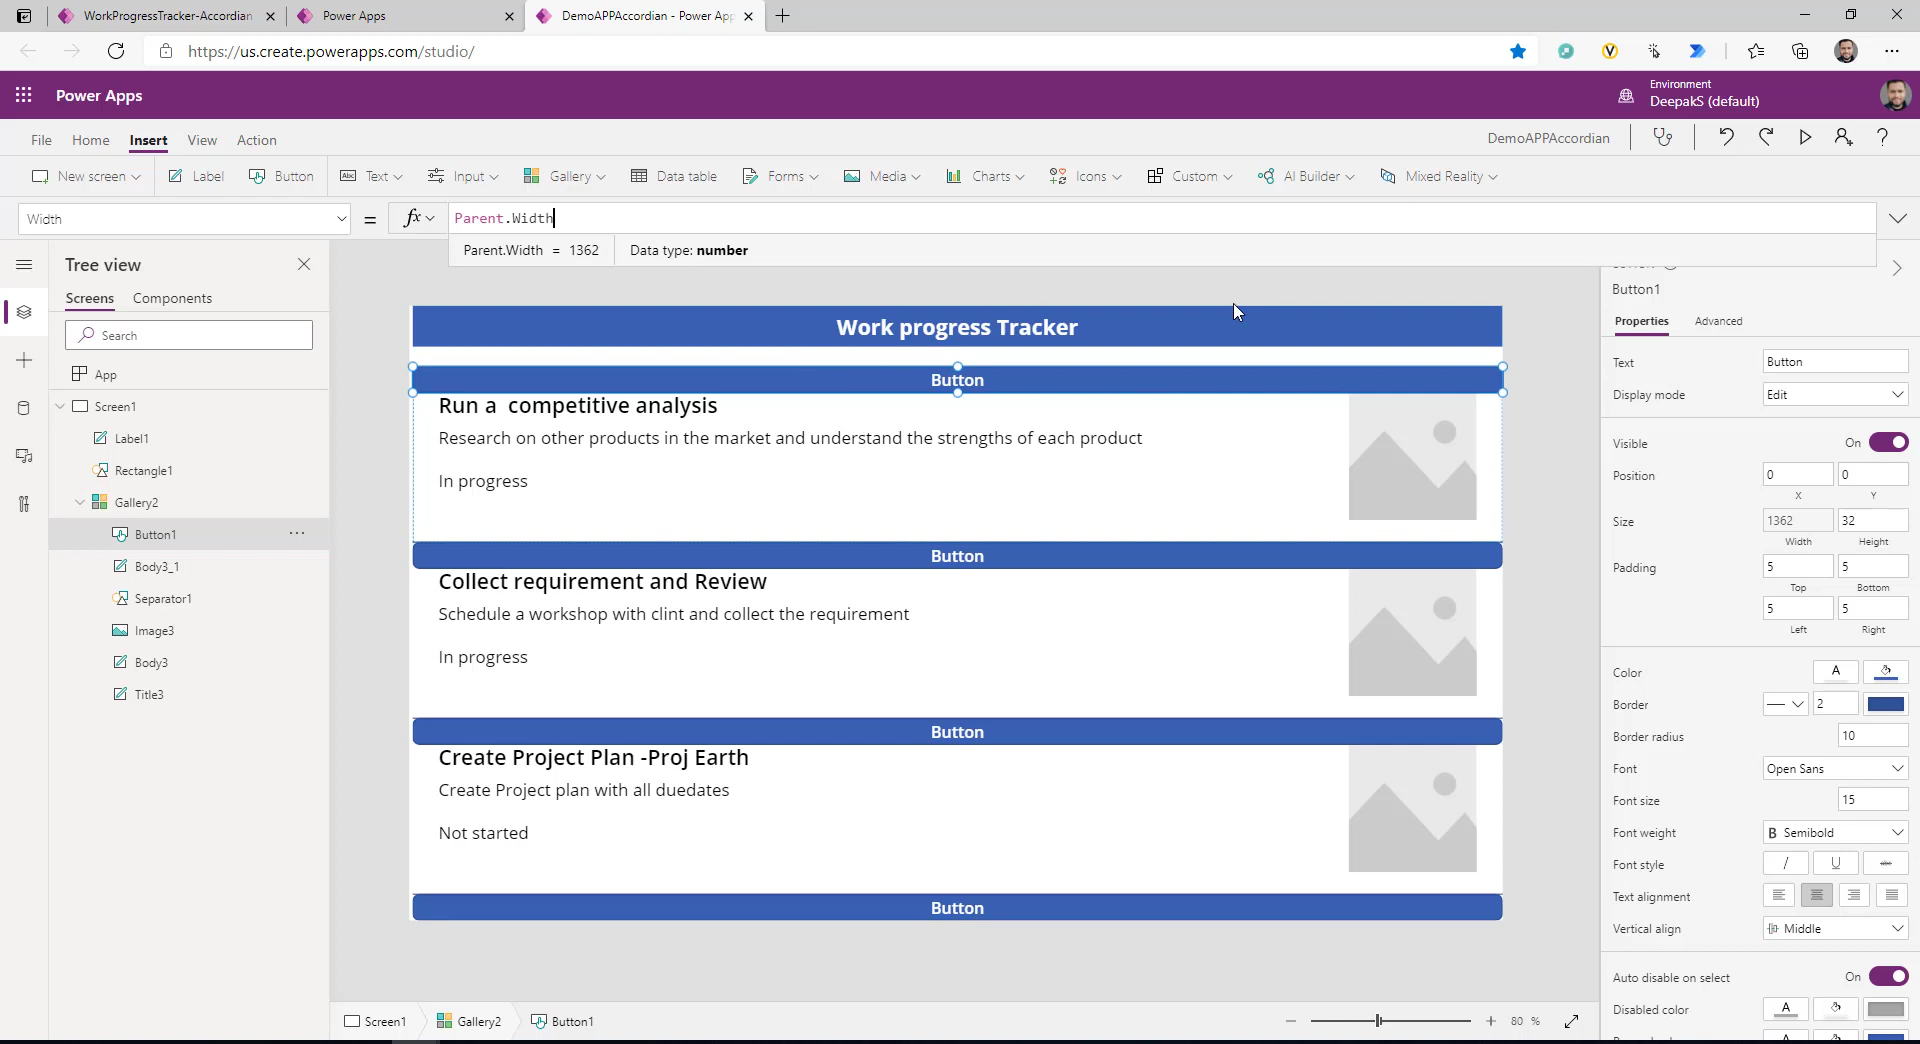 WorkProgressTracker-Accordian
Power Apps
DemoAPPAccordian - Power App
https://us.create.powerapps.com/studio/
Power Apps
Environment
DeepakS (default)
File Home Insert View Action
DemoAPPAccordian
New screen Label Button Text Input Gallery Data table Forms Media Charts Icons Custom AI Builder Mixed Reality
Width = fx Parent.Width
Parent.Width = 1362 Data type: number
Tree view
Screens Components
Search
App
Screen1
Label1
Rectangle1
Gallery2
Button1 ...
Body3_1
Separator1
Image3
Body3
Title3
Work progress Tracker
Button
Run a competitive analysis
Research on other products in the market and understand the strengths of each product
In progress
Button
Collect requirement and Review
Schedule a workshop with clint and collect the requirement
In progress
Button
Create Project Plan -Proj Earth
Create Project plan with all duedates
Not started
Button
Screen1 Gallery2 Button1
80 %
Button1
Properties Advanced
Text Button
Display mode Edit
Visible On
Position 0 0
X Y
Size 1362 32
Width Height
Padding 5 5
Top Bottom
5 5
Left Right
Color A
Border 2
Border radius 10
Font Open Sans
Font size 15
Font weight B Semibold
Font style / U abc
Text alignment
Vertical align Middle
Auto disable on select On
Disabled color A